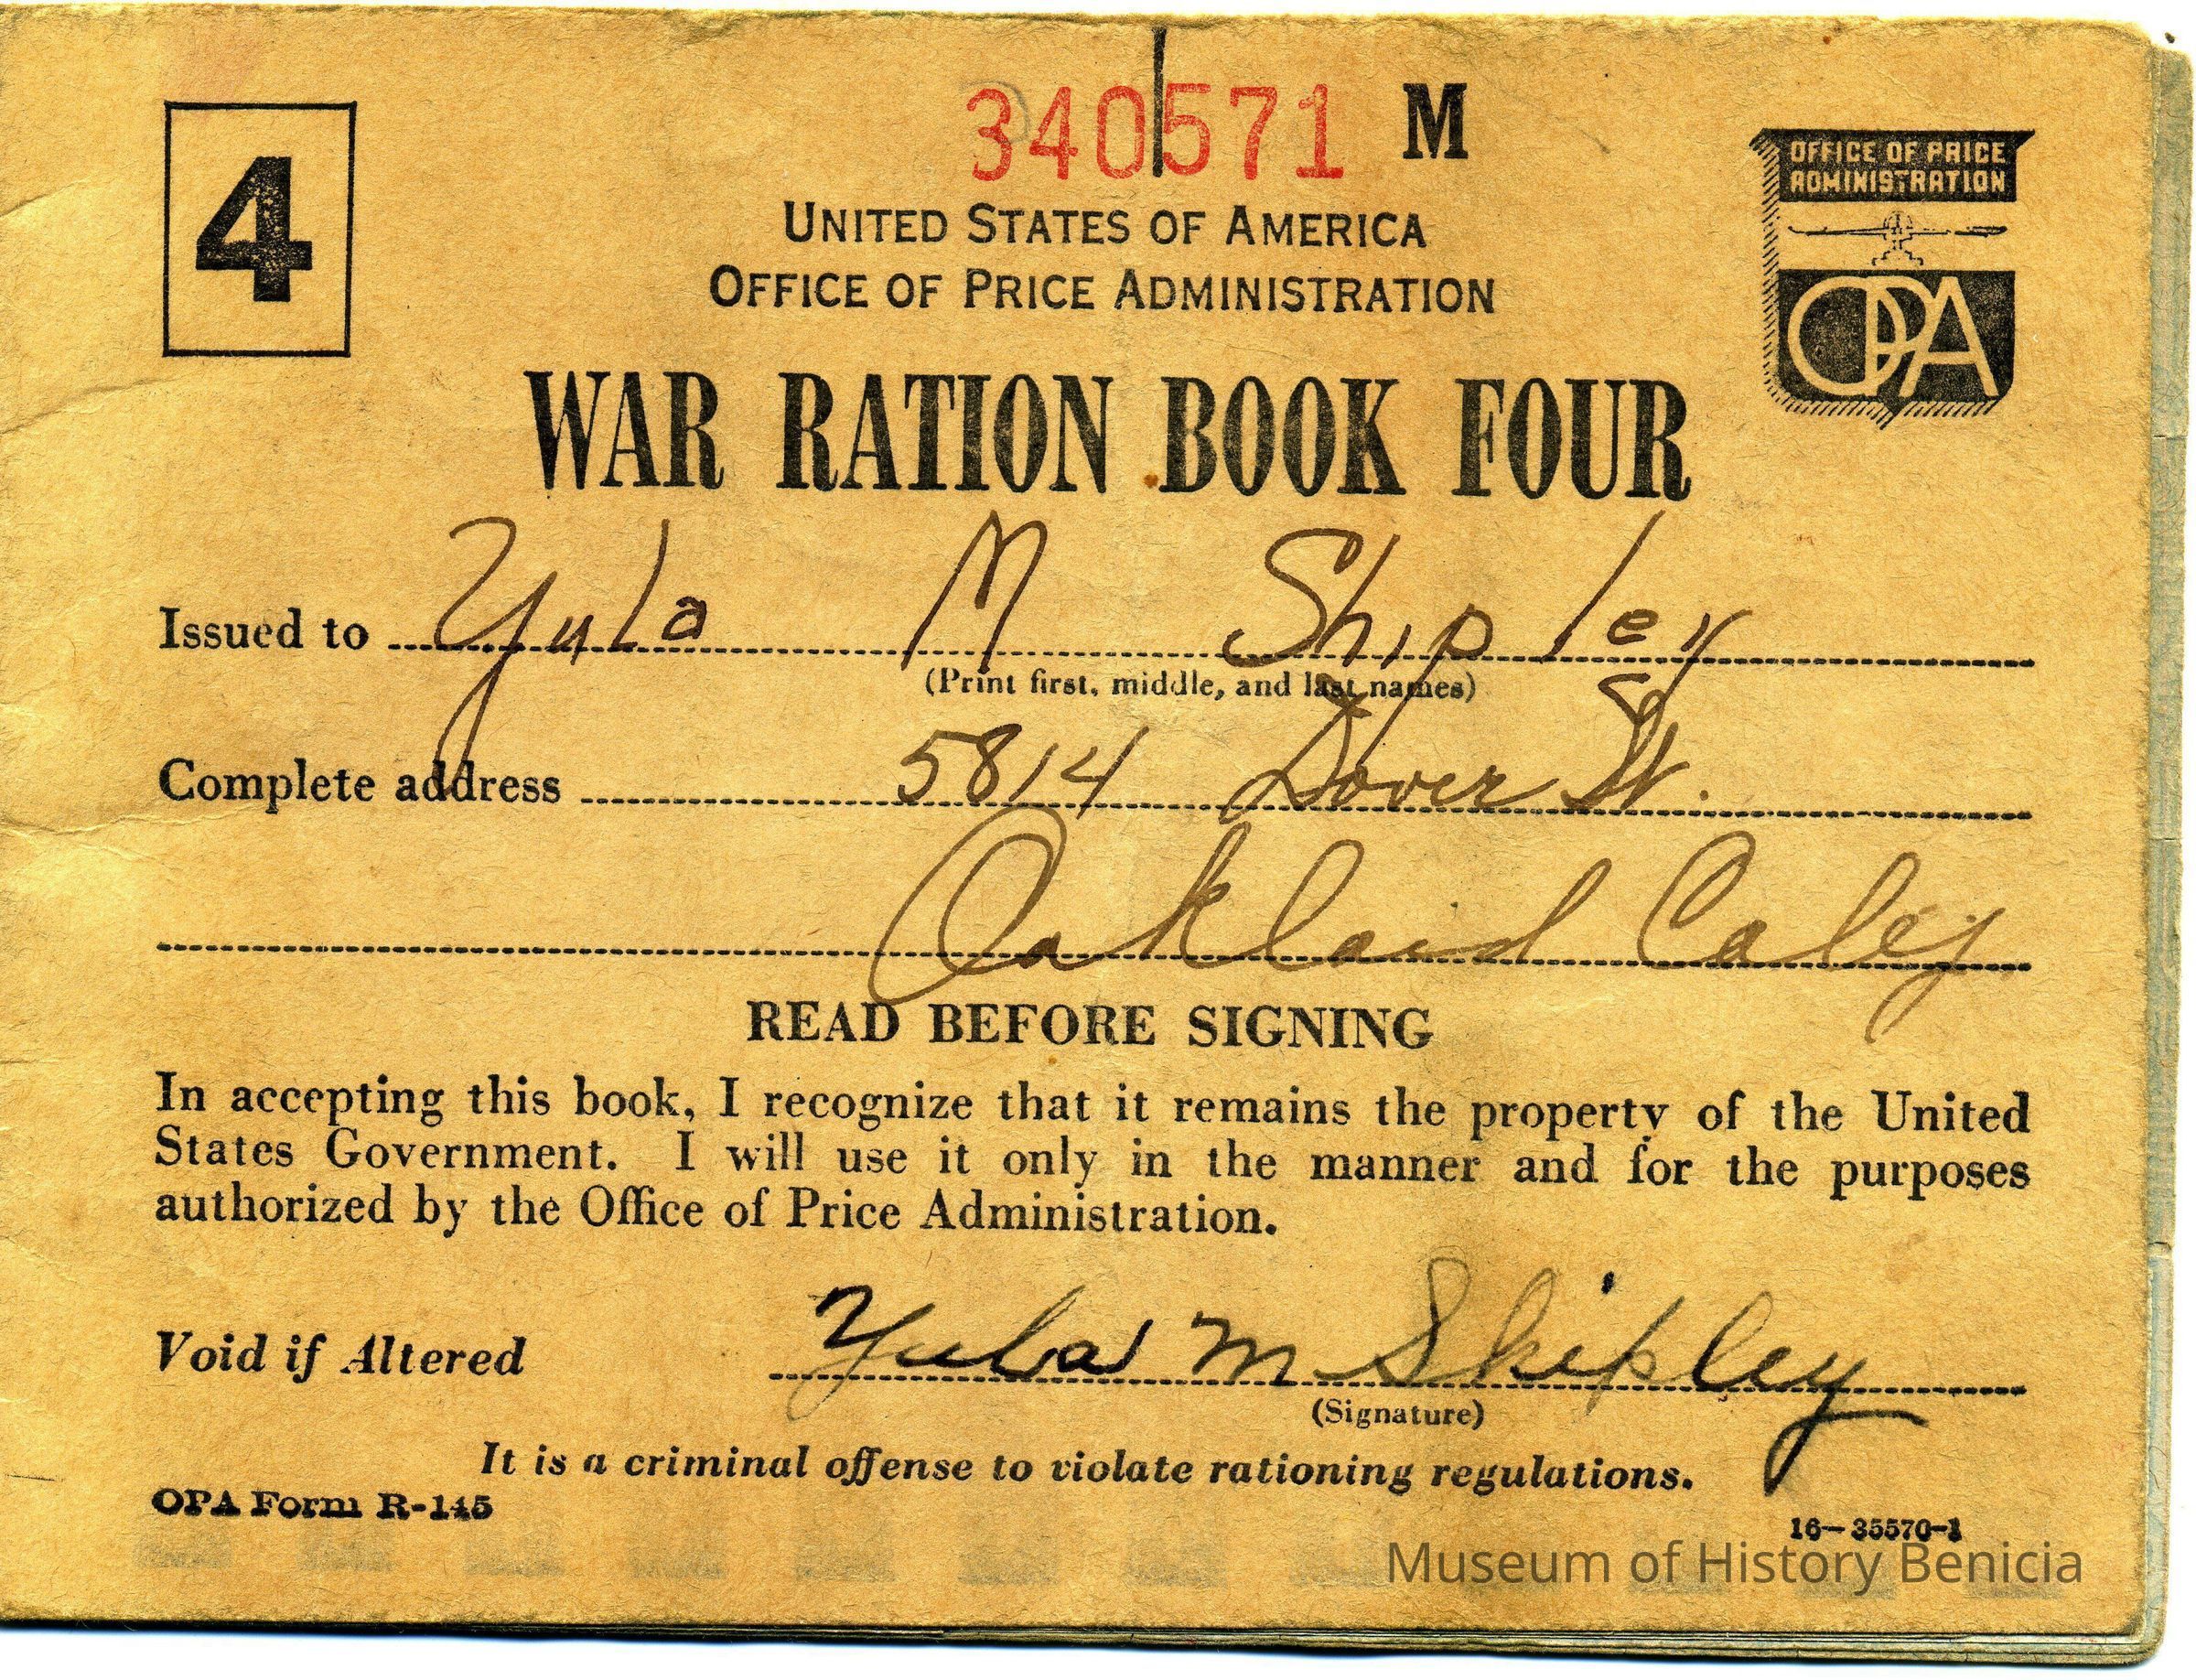 340571 M
4
OFFICE OF PRICE
ADMINISTRATION
OPA
UNITED STATES OF AMERICA
OFFICE OF PRICE ADMINISTRATION
WAR RATION BOOK FOUR
Issued to Yula M Shipley
(Print first, middle, and last names)
Complete address 5814 Dover St.
Oakland Calif
READ BEFORE SIGNING
In accepting this book, I recognize that it remains the property of the United
States Government. I will use it only in the manner and for the purposes
authorized by the Office of Price Administration.
Void if Altered Yula M Shipley
(Signature)
It is a criminal offense to violate rationing regulations.
OPA Form R-145
16—35570-1
Museum of History Benicia